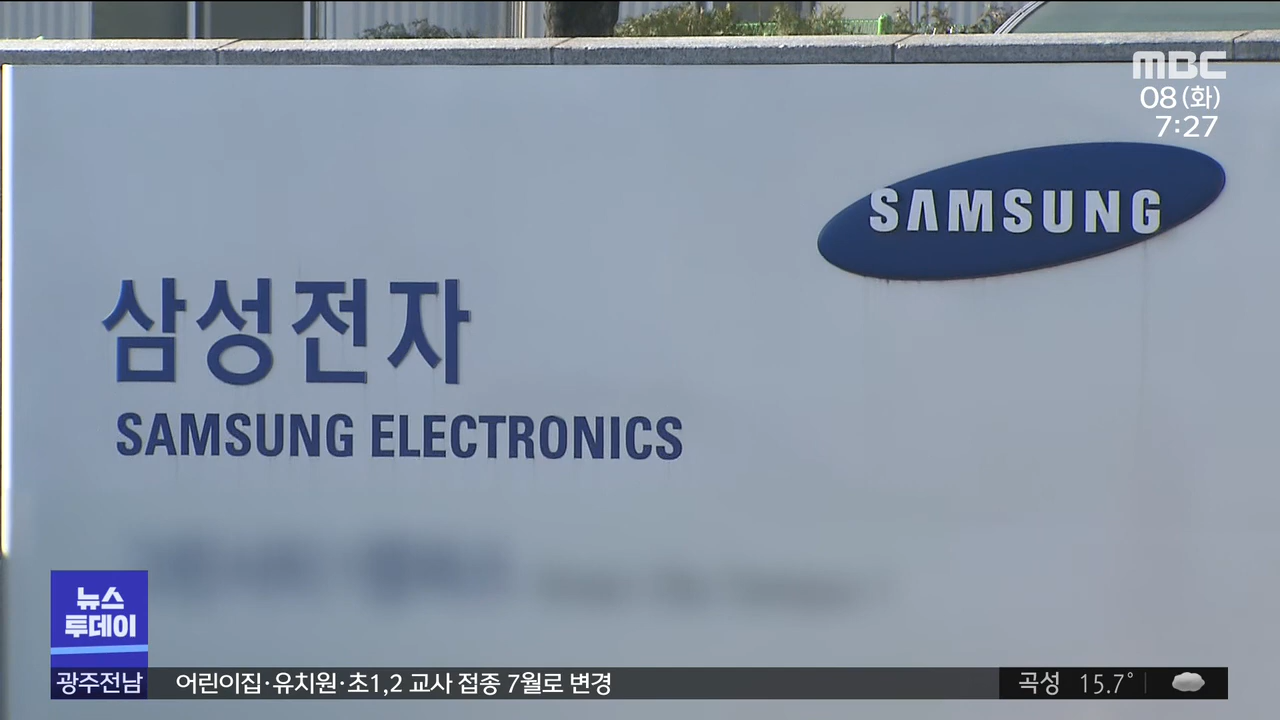 MBC
08 (화)
7:27
SAMSUNG
삼성전자
SAMSUNG ELECTRONICS
뉴스
투데이
광주전남 어린이집·유치원·초1,2 교사 접종 7월로 변경 곡성 15.7°